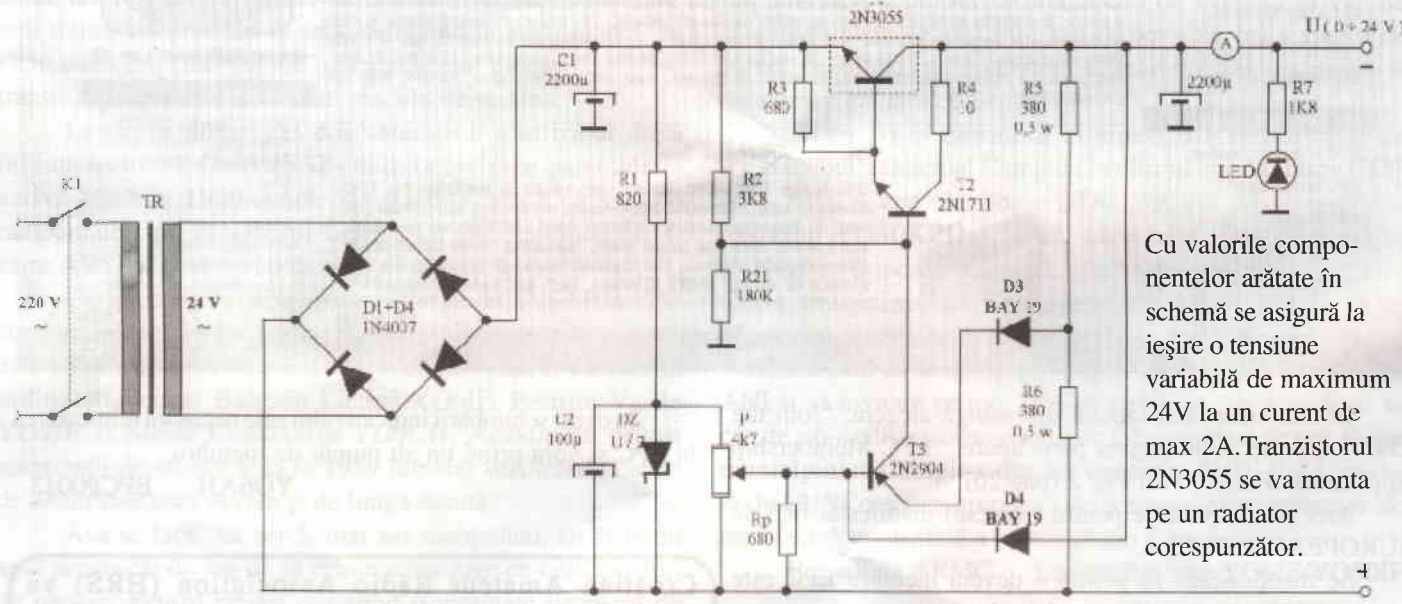 2N3055
U ( 0 ÷ 24 V )
C1
2200µ
R3
680
R4
R5
380
0,5 w
2200µ
A
R7
1K8
LED
K1
TR
220 V
~
24 V
~
D1÷D4
1N4007
R1
820
R2
3K8
R21
180K
T2
2N1711
D3
BAY 19
C2
100µ
DZ
P
4k7
T3
2N2904
Rp
680
R6
380
0,5 w
D4
BAY 19
+
Cu valorile compo-
nentelor arătate în
schemă se asigură la
ieşire o tensiune
variabilă de maximum
24V la un curent de
max 2A.Tranzistorul
2N3055 se va monta
pe un radiator
corespunzător.